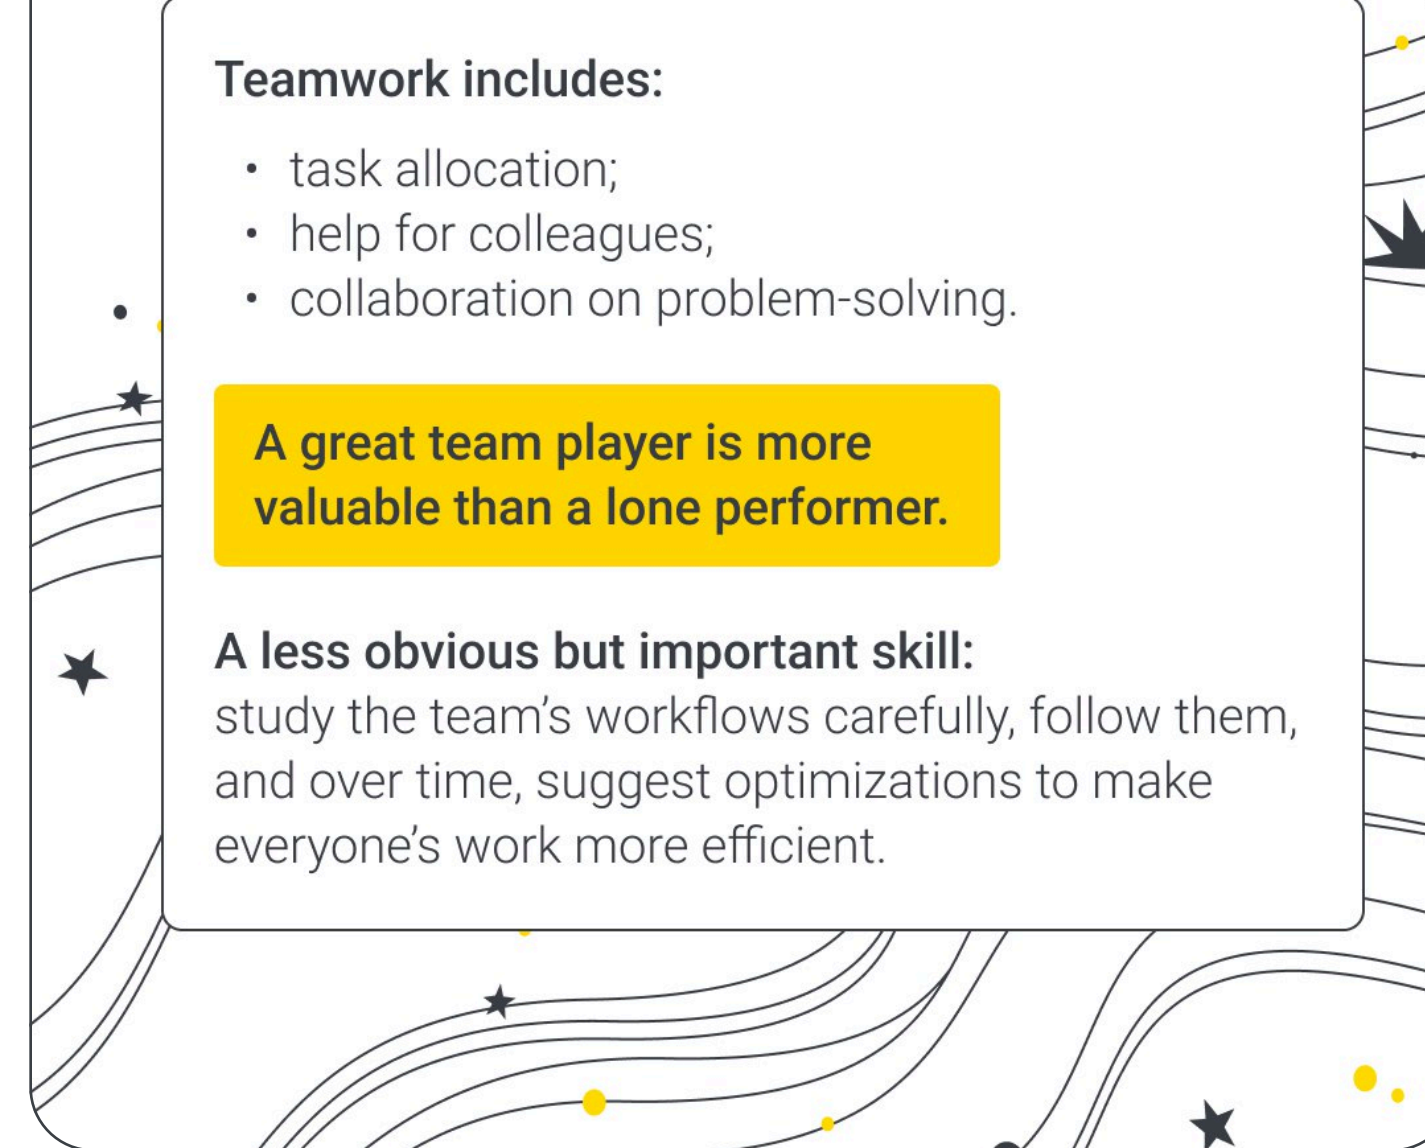 Teamwork includes:
• task allocation;
• help for colleagues;
• collaboration on problem-solving.
A great team player is more
valuable than a lone performer.
A less obvious but important skill:
study the team’s workflows carefully, follow them,
and over time, suggest optimizations to make
everyone’s work more efficient.